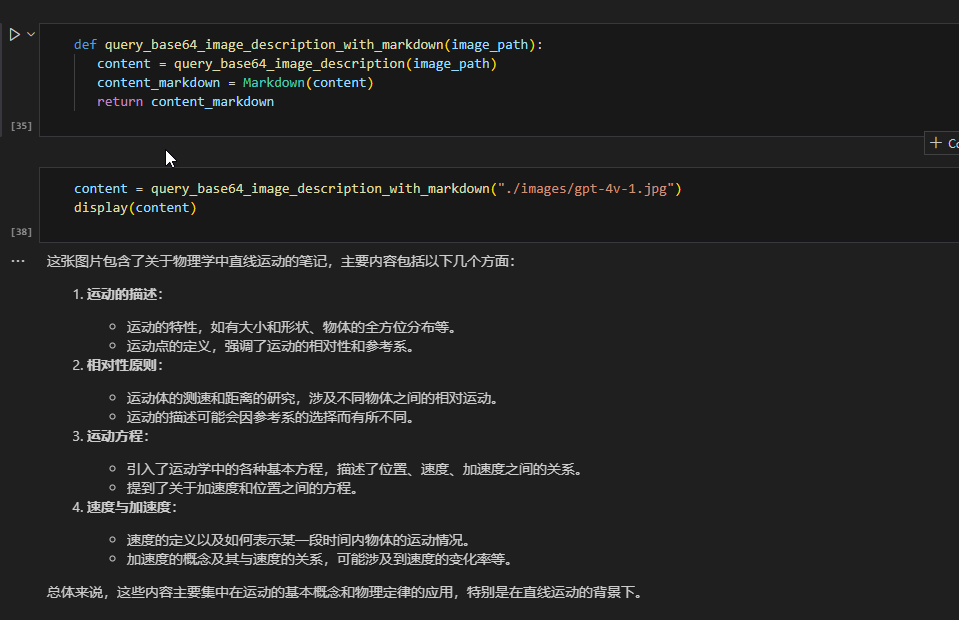 def query_base64_image_description_with_markdown(image_path):
content = query_base64_image_description(image_path)
content_markdown = Markdown(content)
return content_markdown
[35]
+ Co
content = query_base64_image_description_with_markdown("./images/gpt-4v-1.jpg")
display(content)
[38]
··· 这张图片包含了关于物理学中直线运动的笔记，主要内容包括以下几个方面：
1. 运动的描述：
○ 运动的特性，如有大小和形状、物体的全方位分布等。
○ 运动点的定义，强调了运动的相对性和参考系。
2. 相对性原则：
○ 运动体的测速和距离的研究，涉及不同物体之间的相对运动。
○ 运动的描述可能会因参考系的选择而有所不同。
3. 运动方程：
○ 引入了运动学中的各种基本方程，描述了位置、速度、加速度之间的关系。
○ 提到了关于加速度和位置之间的方程。
4. 速度与加速度：
○ 速度的定义以及如何表示某一段时间内物体的运动情况。
○ 加速度的概念及其与速度的关系，可能涉及到速度的变化率等。
总体来说，这些内容主要集中在运动的基本概念和物理定律的应用，特别是在直线运动的背景下。